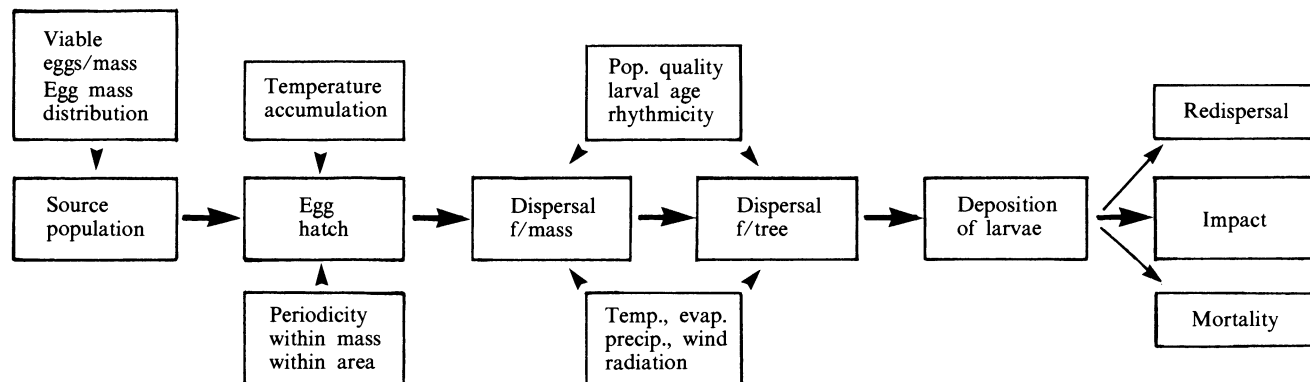 Viable
eggs/mass
Egg mass
distribution
Temperature
accumulation
Pop. quality
larval age
rhythmicity
Redispersal
Source
population
Egg
hatch
Dispersal
f/mass
Dispersal
f/tree
Deposition
of larvae
Impact
Periodicity
within mass
within area
Temp., evap.
precip., wind
radiation
Mortality